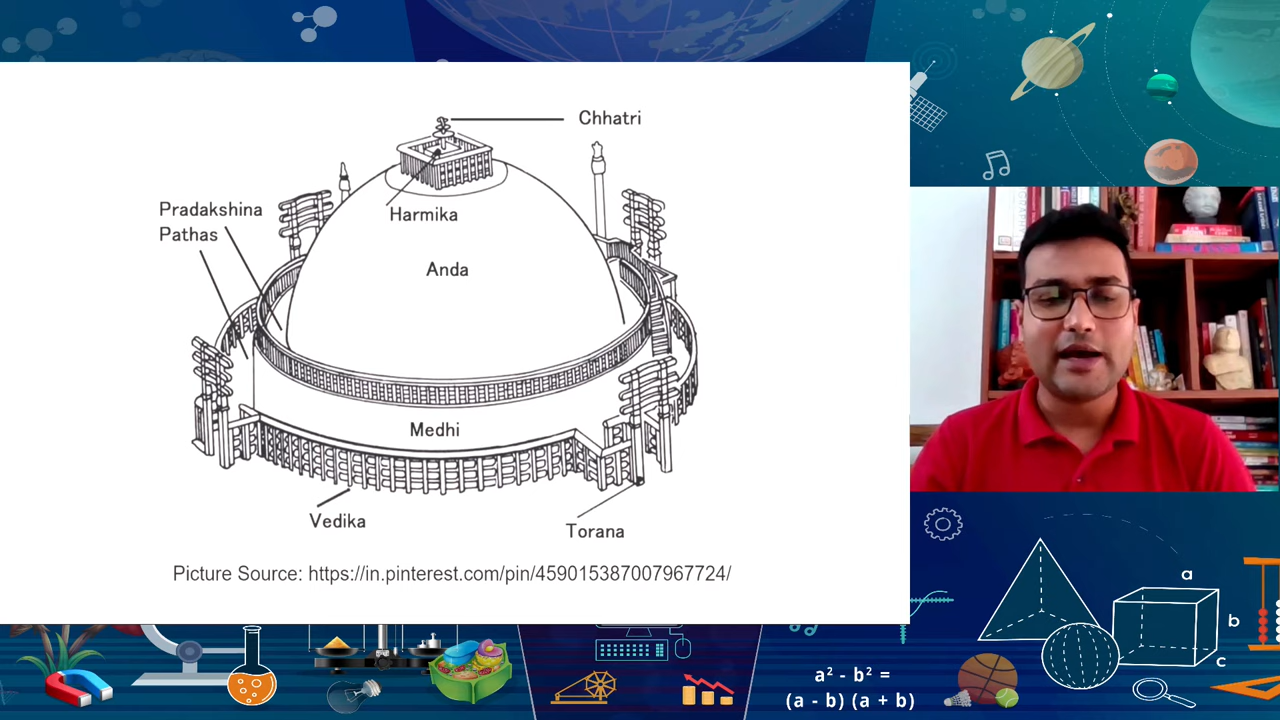 Chhatri
Harmika
Pradakshina
Pathas
Anda
Medhi
Vedika
Torana
Picture Source: https://in.pinterest.com/pin/459015387007967724/
a
b
c
a² - b² =
(a - b) (a + b)